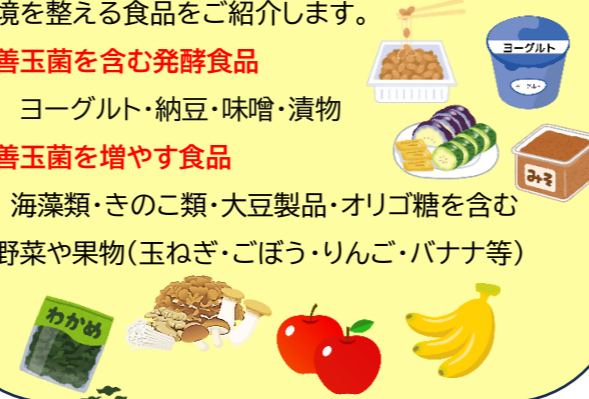 境を整える食品をご紹介します。
善玉菌を含む発酵食品
ヨーグルト・納豆・味噌・漬物
善玉菌を増やす食品
海藻類・きのこ類・大豆製品・オリゴ糖を含む
野菜や果物(玉ねぎ・ごぼう・りんご・バナナ等)
ヨーグルト
みそ
わかめ